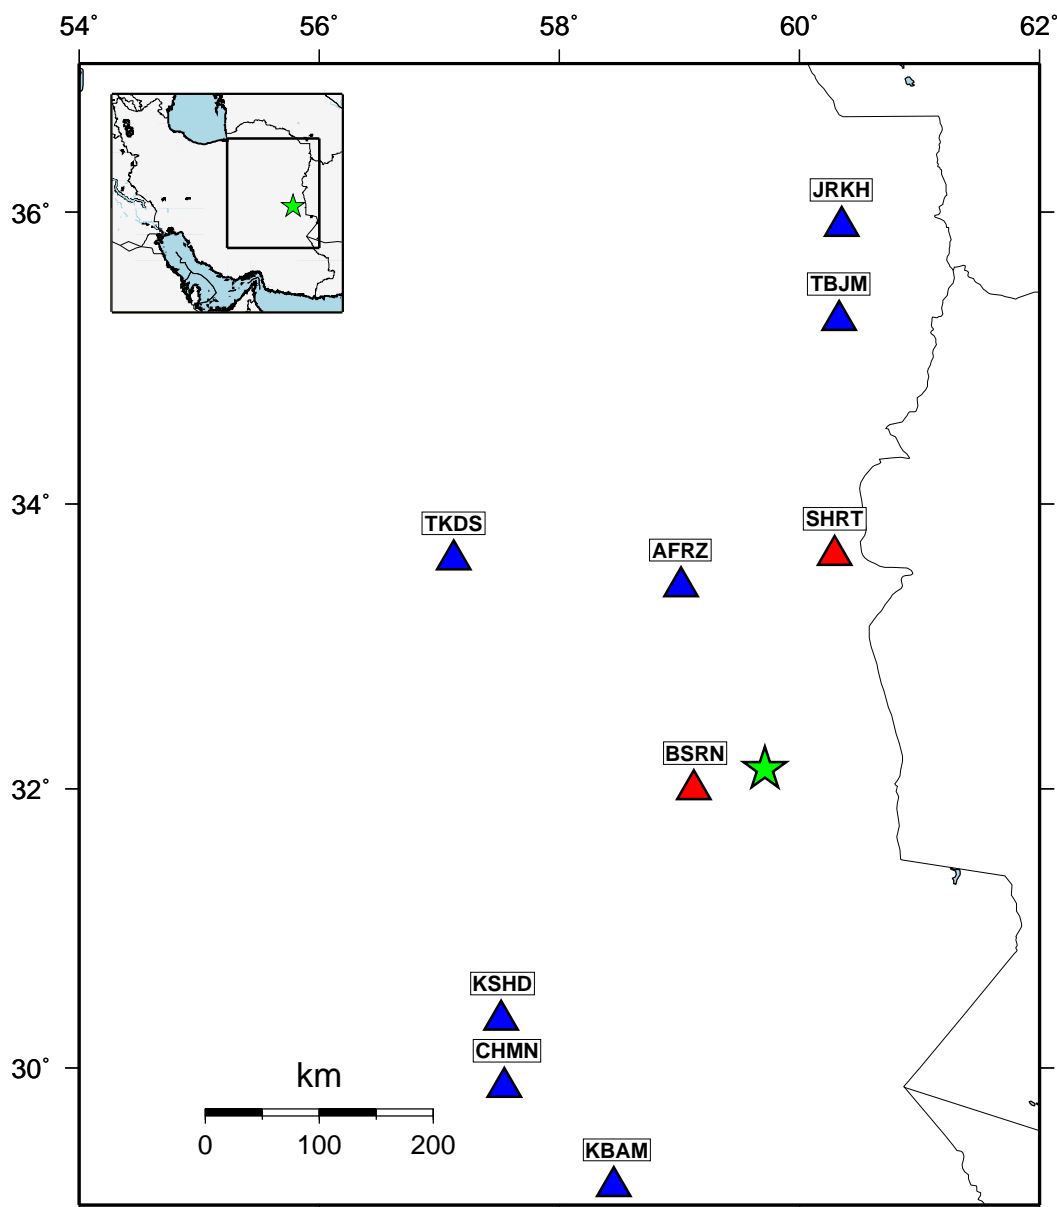 54˚ 56˚ 58˚ 60˚ 62˚
JRKH
36˚
TBJM
34˚
SHRT
TKDS
AFRZ
BSRN
32˚
KSHD
CHMN
30˚
km
0 100 200
KBAM